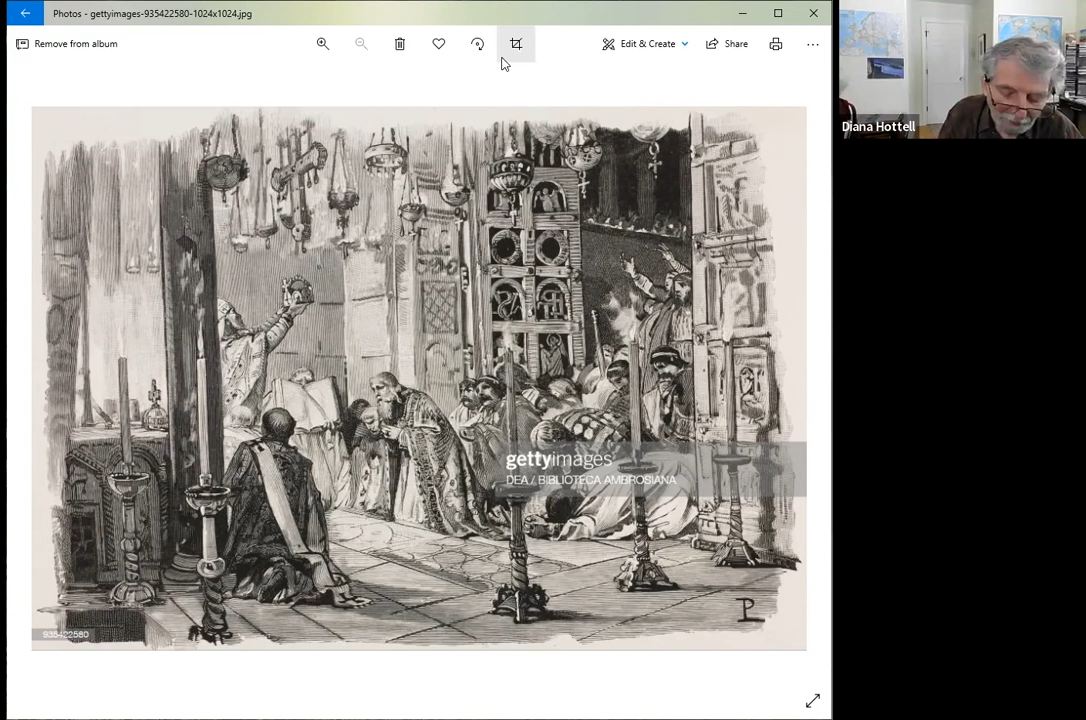 Photos - gettyimages-935422580-1024x1024.jpg
Remove from album
Edit & Create
Share
Diana Hottell
gettyimages
DEA / BIBLIOTECA AMBROSIANA
935422580